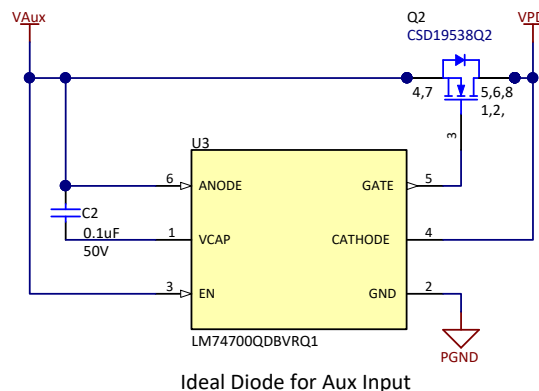 VAux
Q2
CSD19538Q2
VPD
4,7
5,6,8
1,2,
3
U3
6 ANODE GATE 5
C2
0.1uF
50V
1 VCAP CATHODE 4
3 EN GND 2
LM74700QDBVRQ1
PGND
Ideal Diode for Aux Input